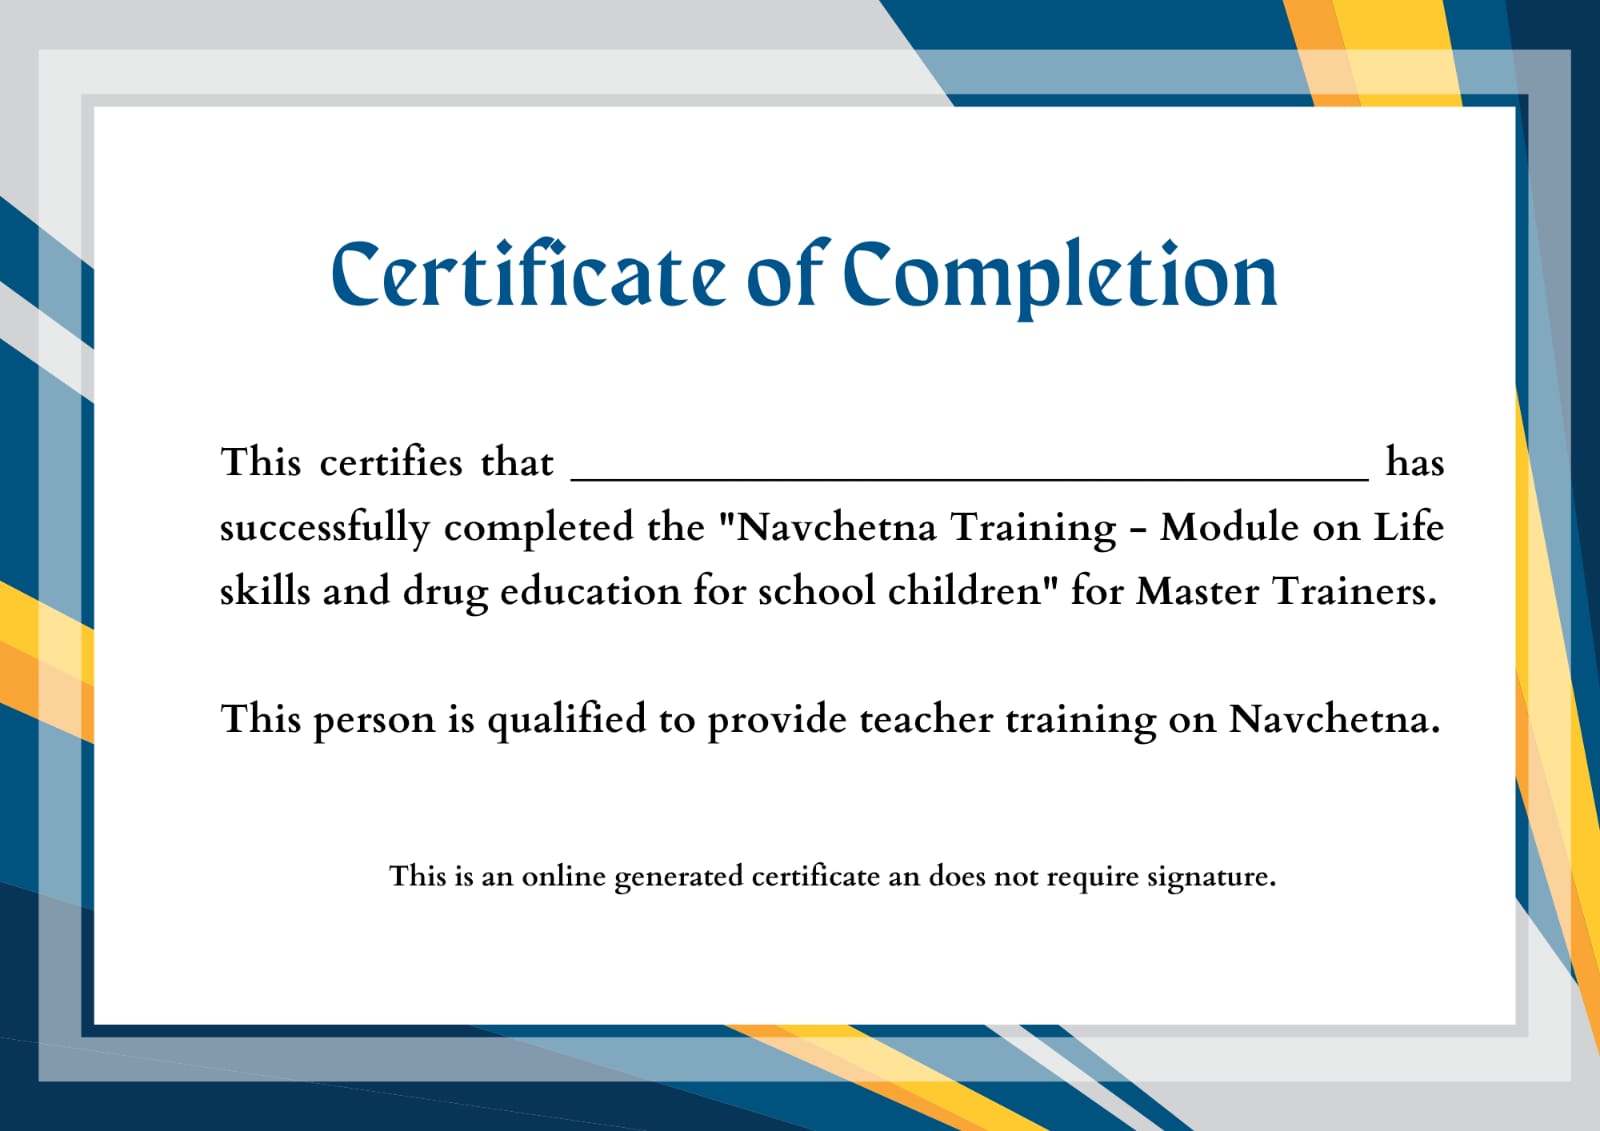 Certificate of Completion
This certifies that ______________________________________ has
successfully completed the "Navchetna Training - Module on Life
skills and drug education for school children" for Master Trainers.
This person is qualified to provide teacher training on Navchetna.
This is an online generated certificate an does not require signature.